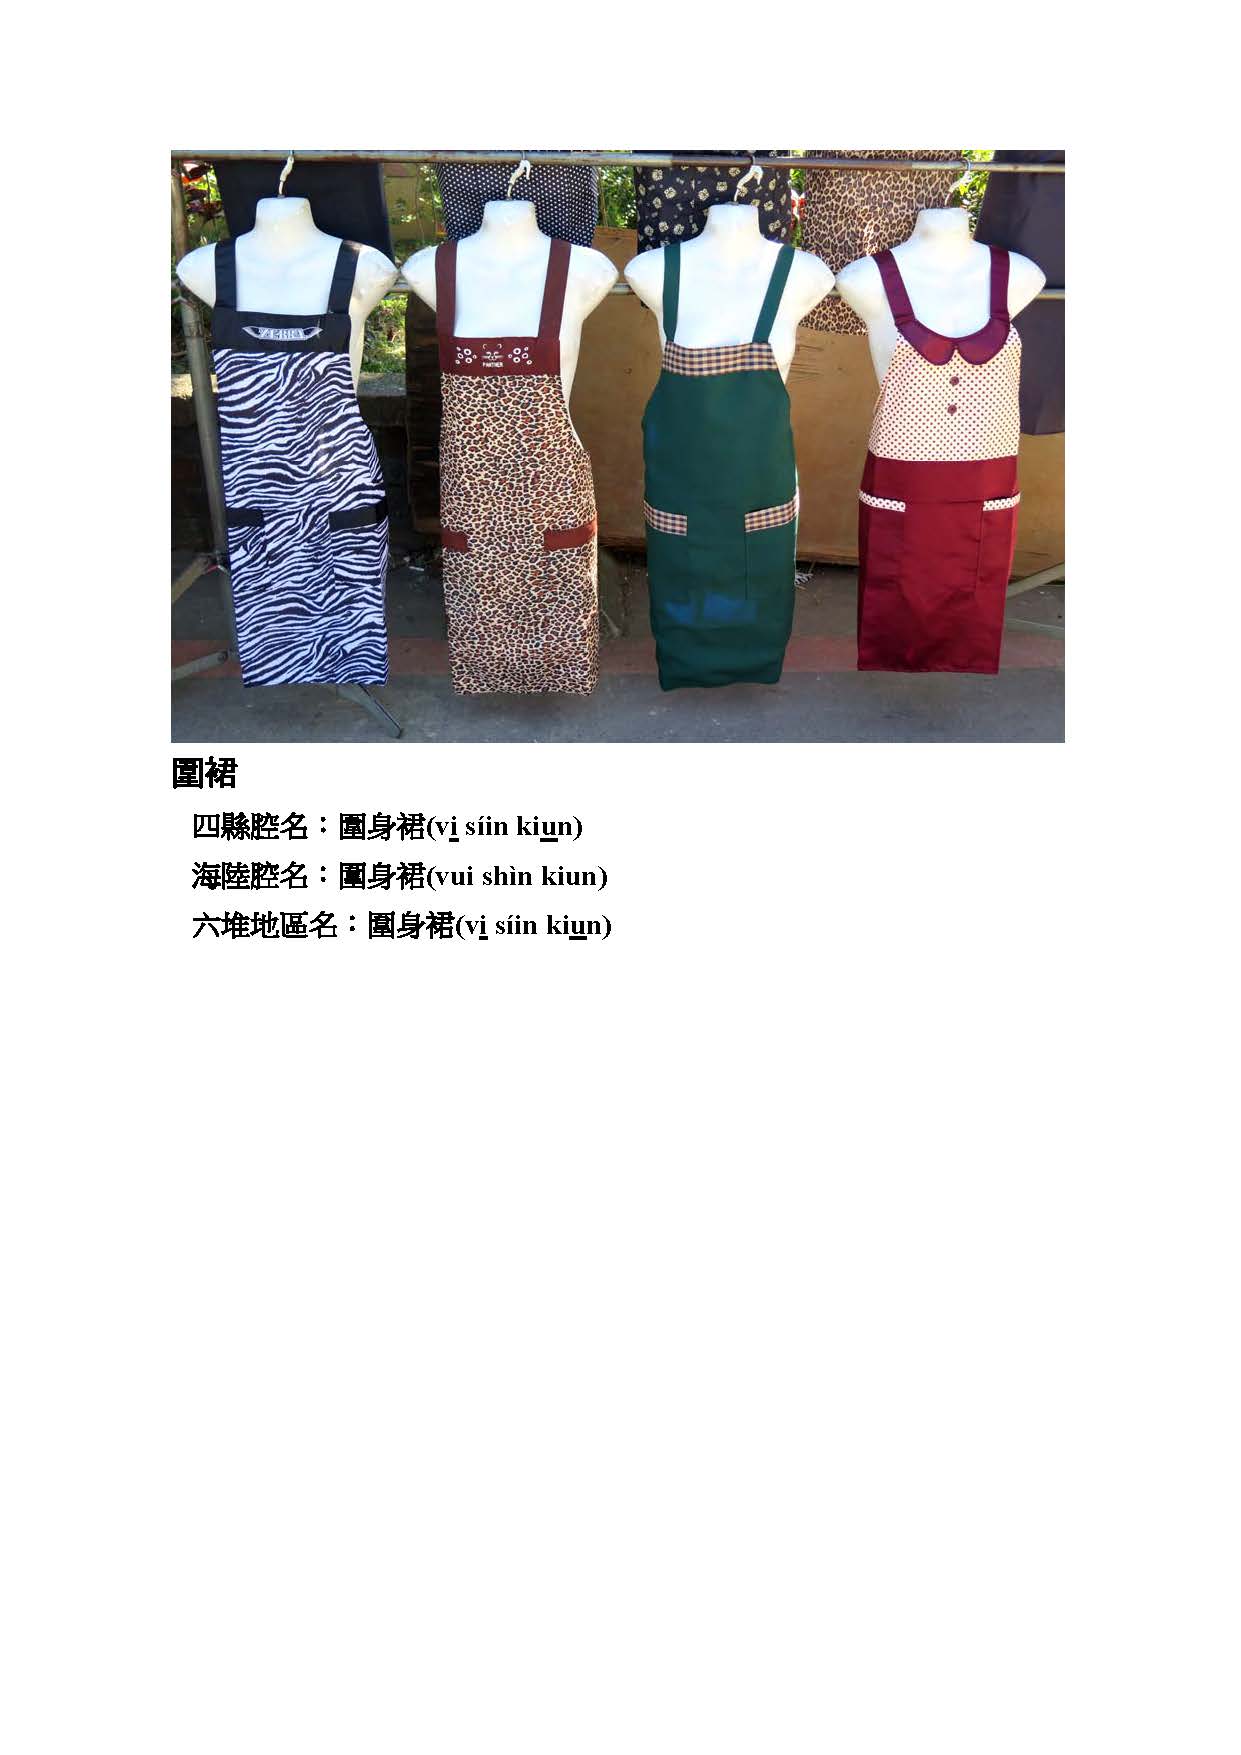 ZEBRA
PANTHER
圍裙
四縣腔名：圍身裙(vi̲ síin kiu̲n)
海陸腔名：圍身裙(vui shìn kiun)
六堆地區名：圍身裙(vi̲ síin kiu̲n)